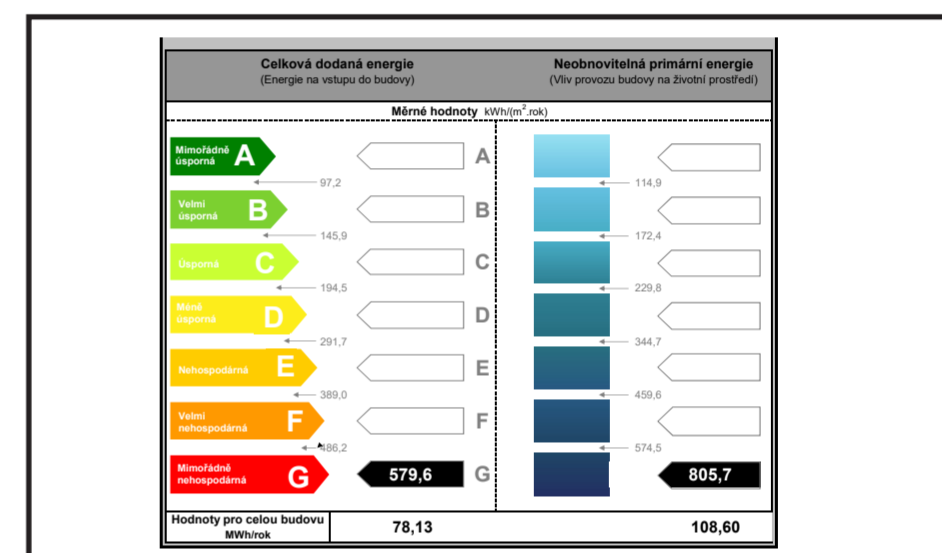 Celková dodaná energie
(Energie na vstupu do budovy)
Neobnovitelná primární energie
(Vliv provozu budovy na životní prostředí)
Měrné hodnoty kWh/(m².rok)
Mimořádně
úsporná
A
A
97,2
114,9
Velmi
úsporná
B
B
145,9
172,4
Úsporná
C
C
194,5
229,8
Méně
úsporná
D
D
291,7
344,7
Nehospodárná
E
E
389,0
459,6
Velmi
nehospodárná
F
F
486,2
574,5
Mimořádně
nehospodárná
G
579,6
G
805,7
Hodnoty pro celou budovu
MWh/rok
78,13
108,60